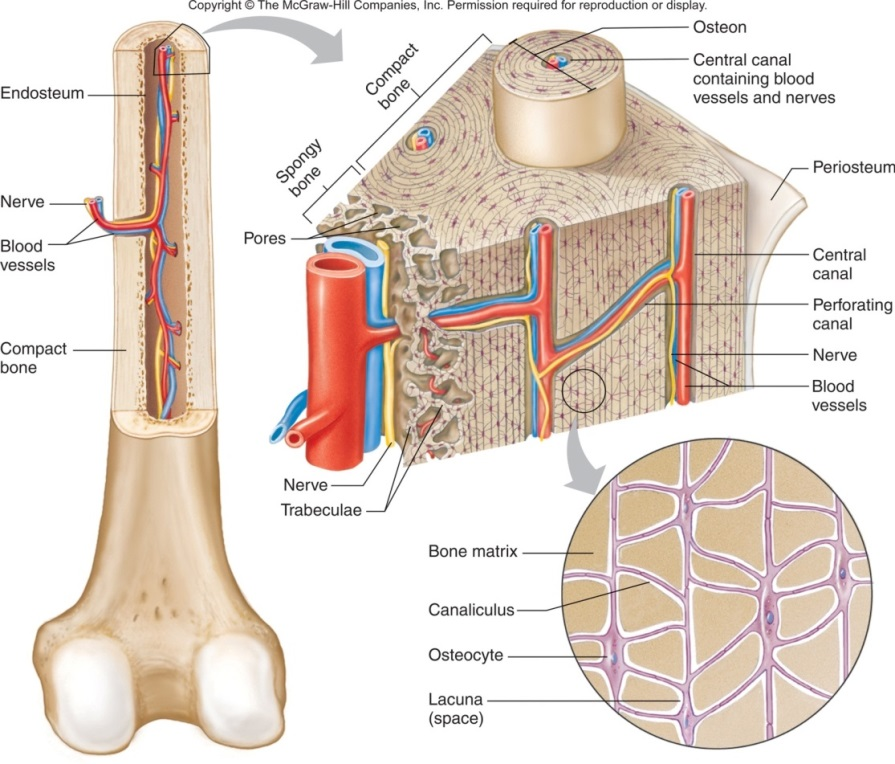 Copyright © The McGraw-Hill Companies, Inc. Permission required for reproduction or display.
Endosteum
Nerve
Blood
vessels
Compact
bone
Compact
bone
Spongy
bone
Pores
Osteon
Central canal
containing blood
vessels and nerves
Periosteum
Central
canal
Perforating
canal
Nerve
Blood
vessels
Nerve
Trabeculae
Bone matrix
Canaliculus
Osteocyte
Lacuna
(space)